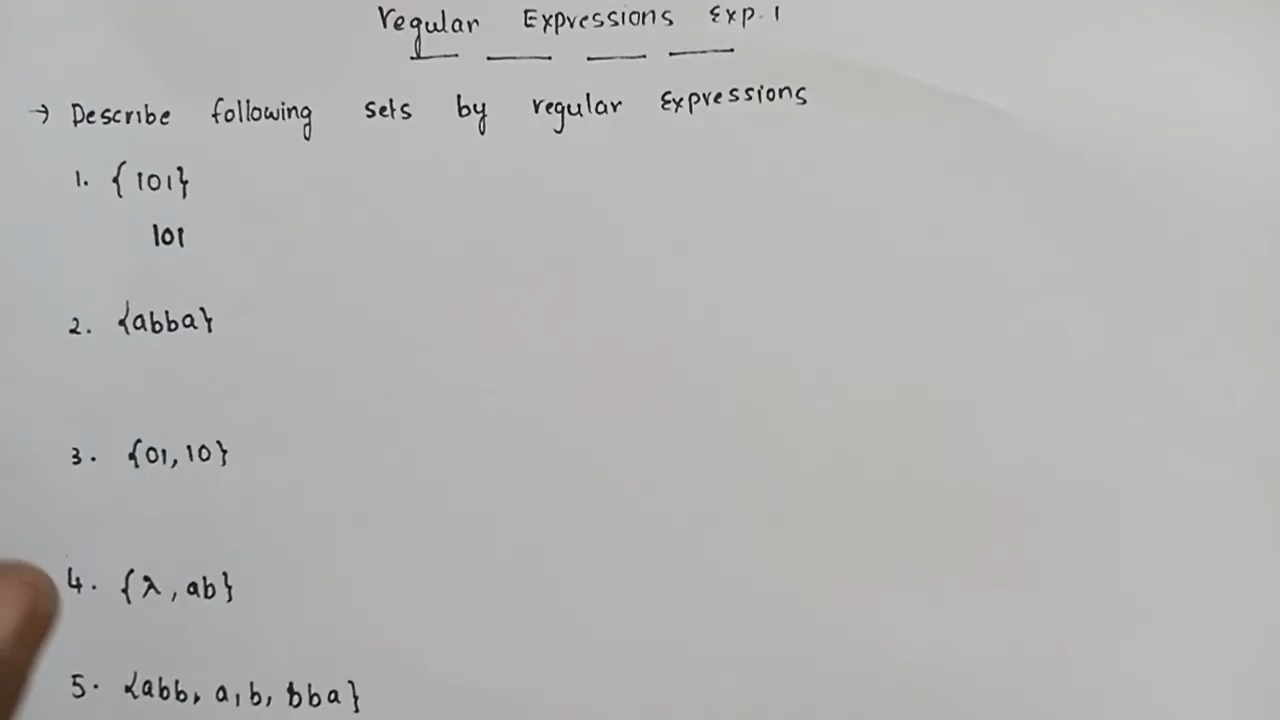 regular Expressions Exp. 1
→ Describe following sets by regular Expressions
1. {101}
101
2. {abba}
3. {01, 10}
4. {λ, ab}
5. {abb, a, b, bba}